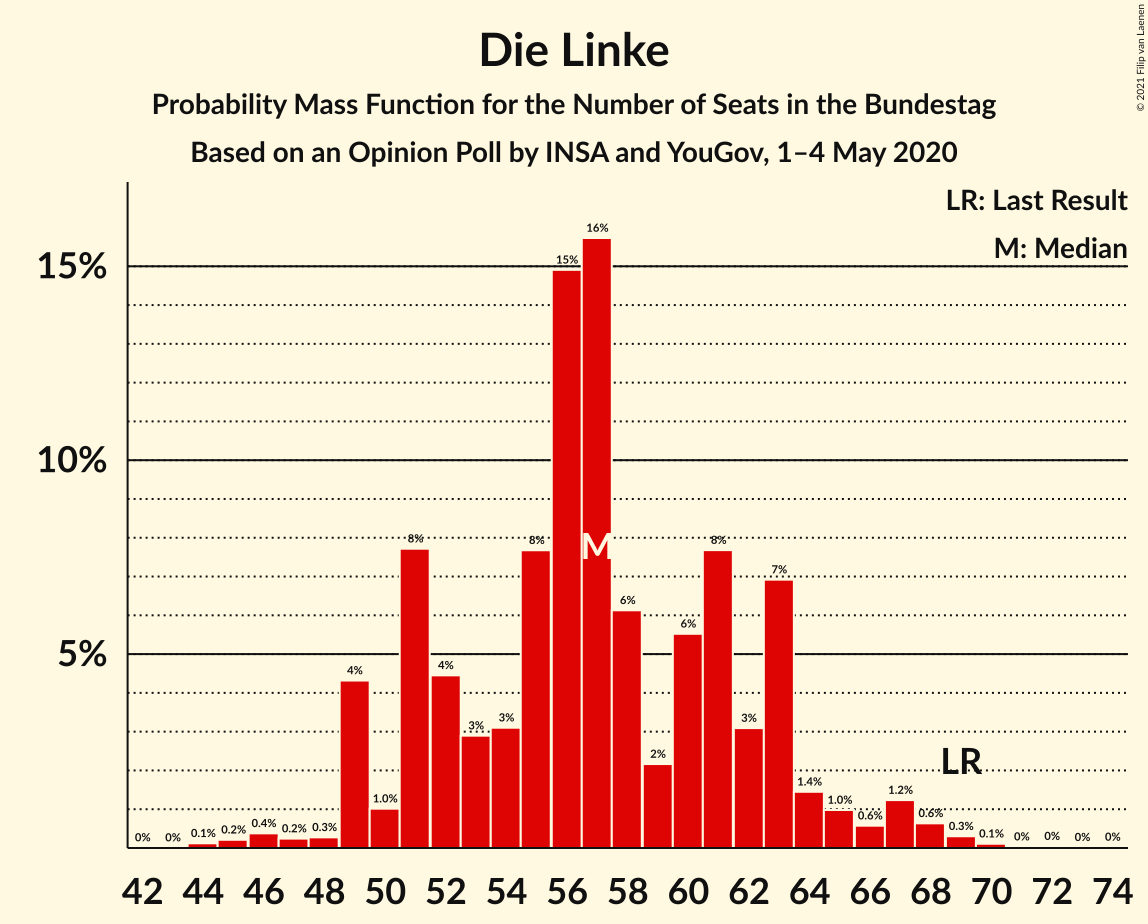 Die Linke
Probability Mass Function for the Number of Seats in the Bundestag
Based on an Opinion Poll by INSA and YouGov, 1–4 May 2020
© 2021 Filip van Laenen
LR: Last Result
M: Median
15%
10%
5%
0% 0% 0.1% 0.2% 0.4% 0.2% 0.3% 4% 1.0% 8% 4% 3% 3% 8% 15% 16% 6% 2% 6% 8% 3% 7% 1.4% 1.0% 0.6% 1.2% 0.6% 0.3% 0.1% 0% 0% 0% 0%
M
LR
42 44 46 48 50 52 54 56 58 60 62 64 66 68 70 72 74